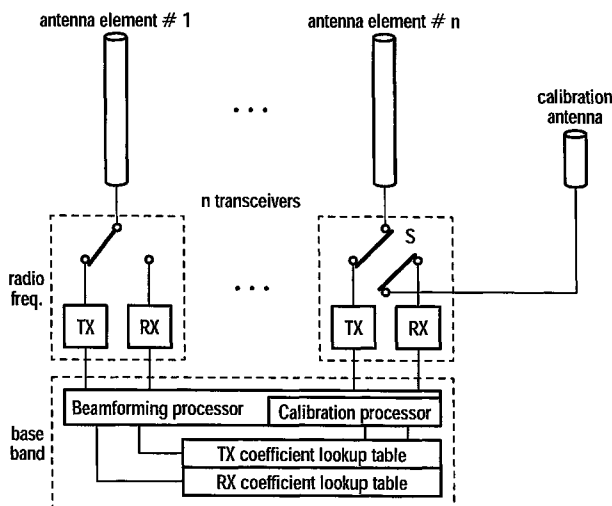 antenna element # 1
antenna element # n
calibration
antenna
n transceivers
S
radio
freq.
TX
RX
TX
RX
Beamforming processor
Calibration processor
base
band
TX coefficient lookup table
RX coefficient lookup table